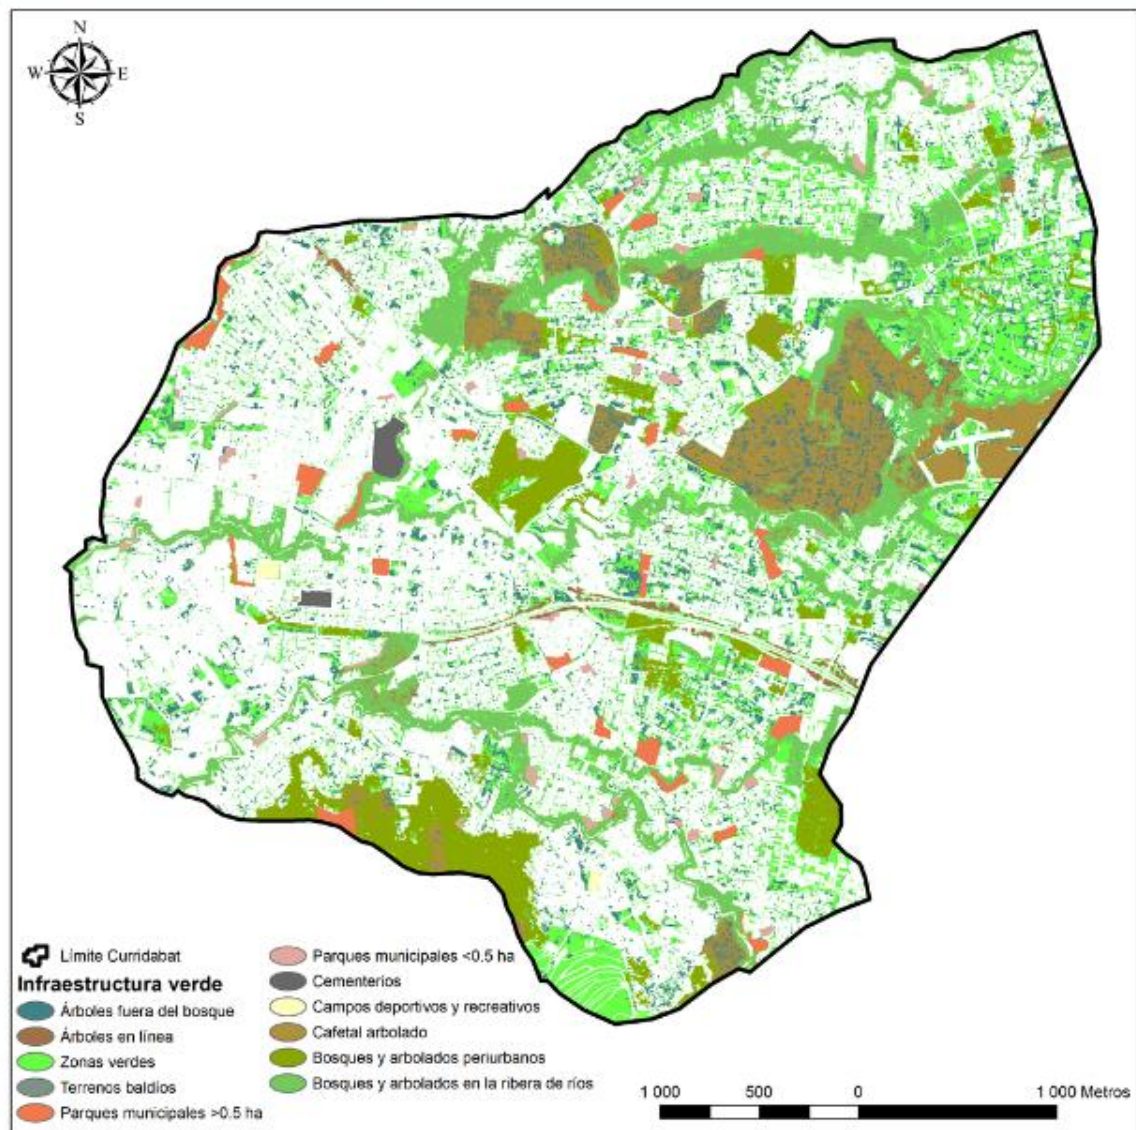 N
W E
S
Límite Curridabat
Infraestructura verde
Árboles fuera del bosque
Árboles en línea
Zonas verdes
Terrenos baldíos
Parques municipales >0.5 ha
Parques municipales <0.5 ha
Cementerios
Campos deportivos y recreativos
Cafetal arbolado
Bosques y arbolados periurbanos
Bosques y arbolados en la ribera de ríos
1 000 500 0 1 000 Metros